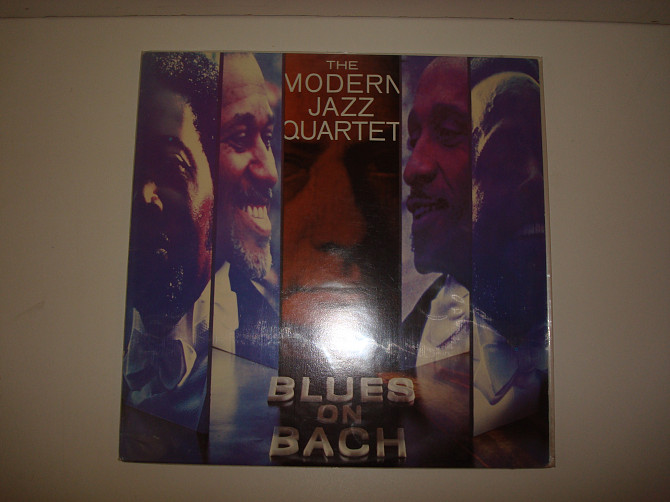 THE
MODERN
JAZZ
QUARTET
BLUES
ON
BACH